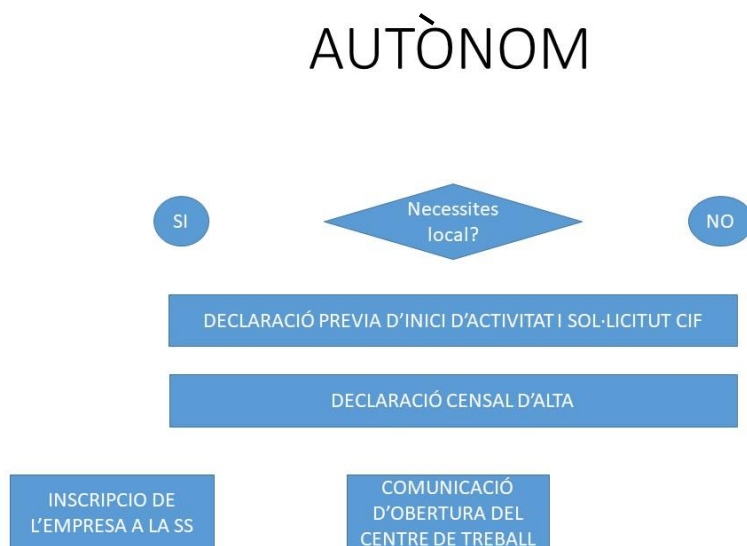 AUTÒNOM
SI
Necessites
local?
NO
DECLARACIÓ PREVIA D'INICI D'ACTIVITAT I SOL·LICITUT CIF
DECLARACIÓ CENSAL D'ALTA
INSCRIPCIO DE
L'EMPRESA A LA SS
COMUNICACIÓ
D'OBERTURA DEL
CENTRE DE TREBALL